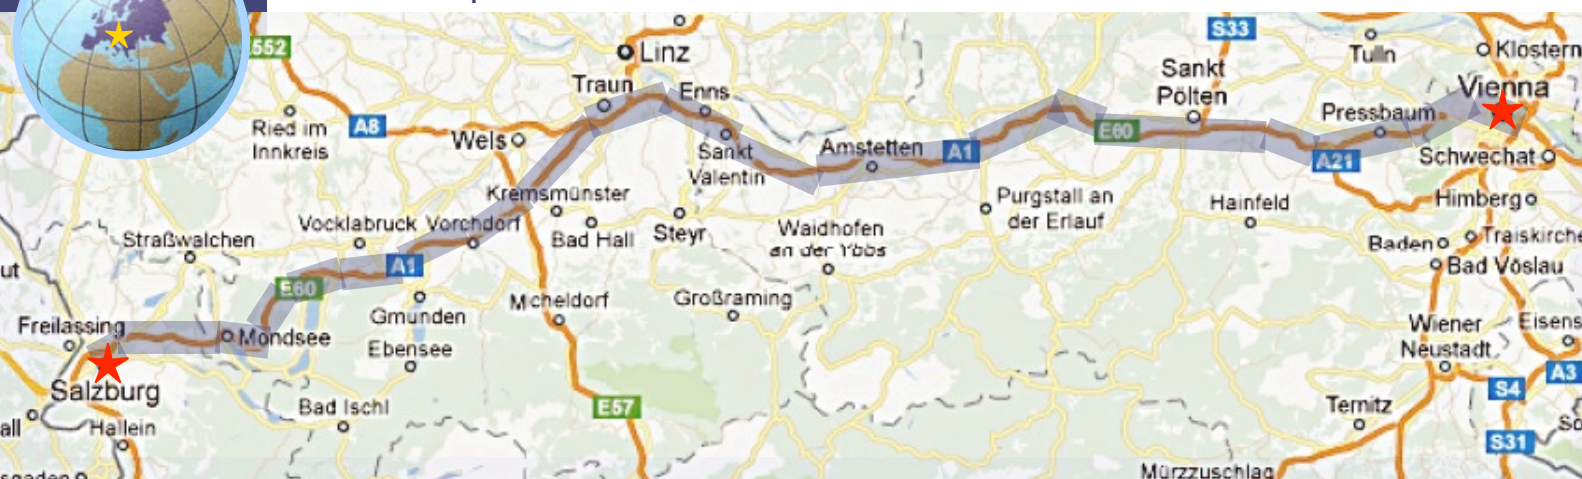 S33
552
Linz
Tulln
Klostern
Sankt
Pölten
Vienna
Traun
Enns
Pressbaum
Ried im
Innkreis
A8
Wels
E60
Sankt
Valentin
Amstetten
A1
A21
Schwechat
Kremsmünster
Purgstall an
der Erlauf
Hainfeld
Himberg
Vocklabruck
Vorchdorf
Bad Hall
Steyr
Waidhofen
an der Ybbs
Straßwalchen
Baden
Traiskirche
ut
A1
Bad Vöslau
E60
Micheldorf
Großraming
Gmunden
Freilassing
Mondsee
Ebensee
Wiener
Neustadt
Eisens
Salzburg
A3
S4
Bad Ischl
E57
Ternitz
all
Hallein
S31
Mürzzuschlag